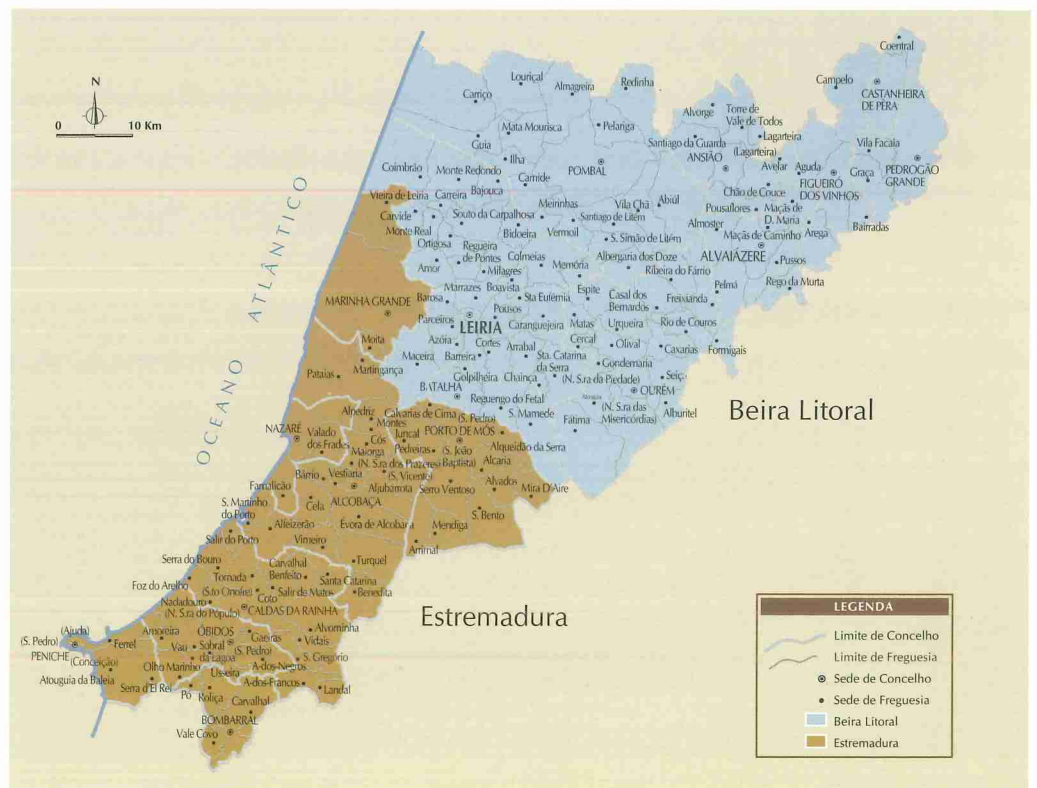 N
0 10 Km
OCEANO ATLÂNTICO
Coentral
Campelo
CASTANHEIRA
DE PÊRA
Louriçal
Almagreira
Redinha
Carriço
Alvorge
Torre de
Vale de Todos
Mata Mourisca
Pelariga
Lagarteira
Guia
Santiago da Guarda
(Lagarteira)
ANSIÃO
Vila Facaia
Ilha
POMBAL
Avelar
Aguda
Graça
PEDROGÃO
GRANDE
Coimbrão
Monte Redondo
Carnide
FIGUEIRÓ
DOS VINHOS
Bajouca
Chão de Couce
Vieira de Leiria
Carreira
Meirinhas
Vila Chã
Abiúl
Pousaflores
Maçãs de
D. Maria
Carvide
Souto da Carpalhosa
Santiago de Litém
Almoster
Bairradas
Monte Real
Bidoeira
Vermoil
S. Simão de Litém
Maçãs de Caminho
Arega
Ortigosa
Regueira
de Pontes
Colmeias
Albergaria dos Doze
ALVAIÁZERE
Amor
Milagres
Memória
Ribeira do Fárrio
Pussos
Marrazes
Boavista
Espite
Pelmá
Rego da Murta
MARINHA GRANDE
Barosa
Sta Eufémia
Casal dos
Bernardos
Freixianda
Parceiros
Pousos
LEIRIA
Caranguejeira
Matas
Urqueira
Rio de Couros
Moita
Azóra
Cortes
Arrabal
Cercal
Olival
Caxarias
Formigais
Maceira
Barreira
Sta. Catarina
da Serra
Gondemaria
Martingança
Pataias
Golpilheira
Chainça
(N. S.ra da Piedade)
Seiça
BATALHA
OURÉM
Reguengo do Fetal
(N. S.ra das
Misericórdias)
Alburitel
Beira Litoral
Alpedriz
Calvarias de Cima
(S. Pedro)
S. Mamede
Fátima
Montes
NAZARÉ
Valado
dos Frades
Juncal
PORTO DE MÓS
Cós
Maiorga
Pedreiras
(S. João
Baptista)
Alqueidão da Serra
(N. S.ra dos Prazeres)
Alcaria
Bárrio
Vestiaria
(S. Vicente)
Famalicão
Aljubarrota
Serro Ventoso
Alvados
Mira D'Aire
Cela
ALCOBAÇA
S. Martinho
do Porto
S. Bento
Alfeizerão
Évora de Alcobaça
Mendiga
Salir do Porto
Vimeiro
Arrimal
Serra do Bouro
Carvalhal
Benfeito
Turquel
Foz do Arelho
Tornada
Santa Catarina
(S.to Onofre)
Coto
Salir de Matos
Benedita
Nadadouro
(N. S.ra do Pópulo)
CALDAS DA RAINHA
Estremadura
(Ajuda)
Amoreira
ÓBIDOS
Gaeiras
Alvominha
(S. Pedro)
Ferrel
Vau
Sobral
da Lagoa
(S. Pedro)
Vidais
PENICHE
(Conceição)
Olho Marinho
S. Gregório
Atouguia da Baleia
Usseira
A-dos-Negros
Serra d'El Rei
A-dos-Francos
Pó
Roliça
Landal
Carvalhal
BOMBARRAL
Vale Covo
LEGENDA
Limite de Concelho
Limite de Freguesia
Sede de Concelho
Sede de Freguesia
Beira Litoral
Estremadura